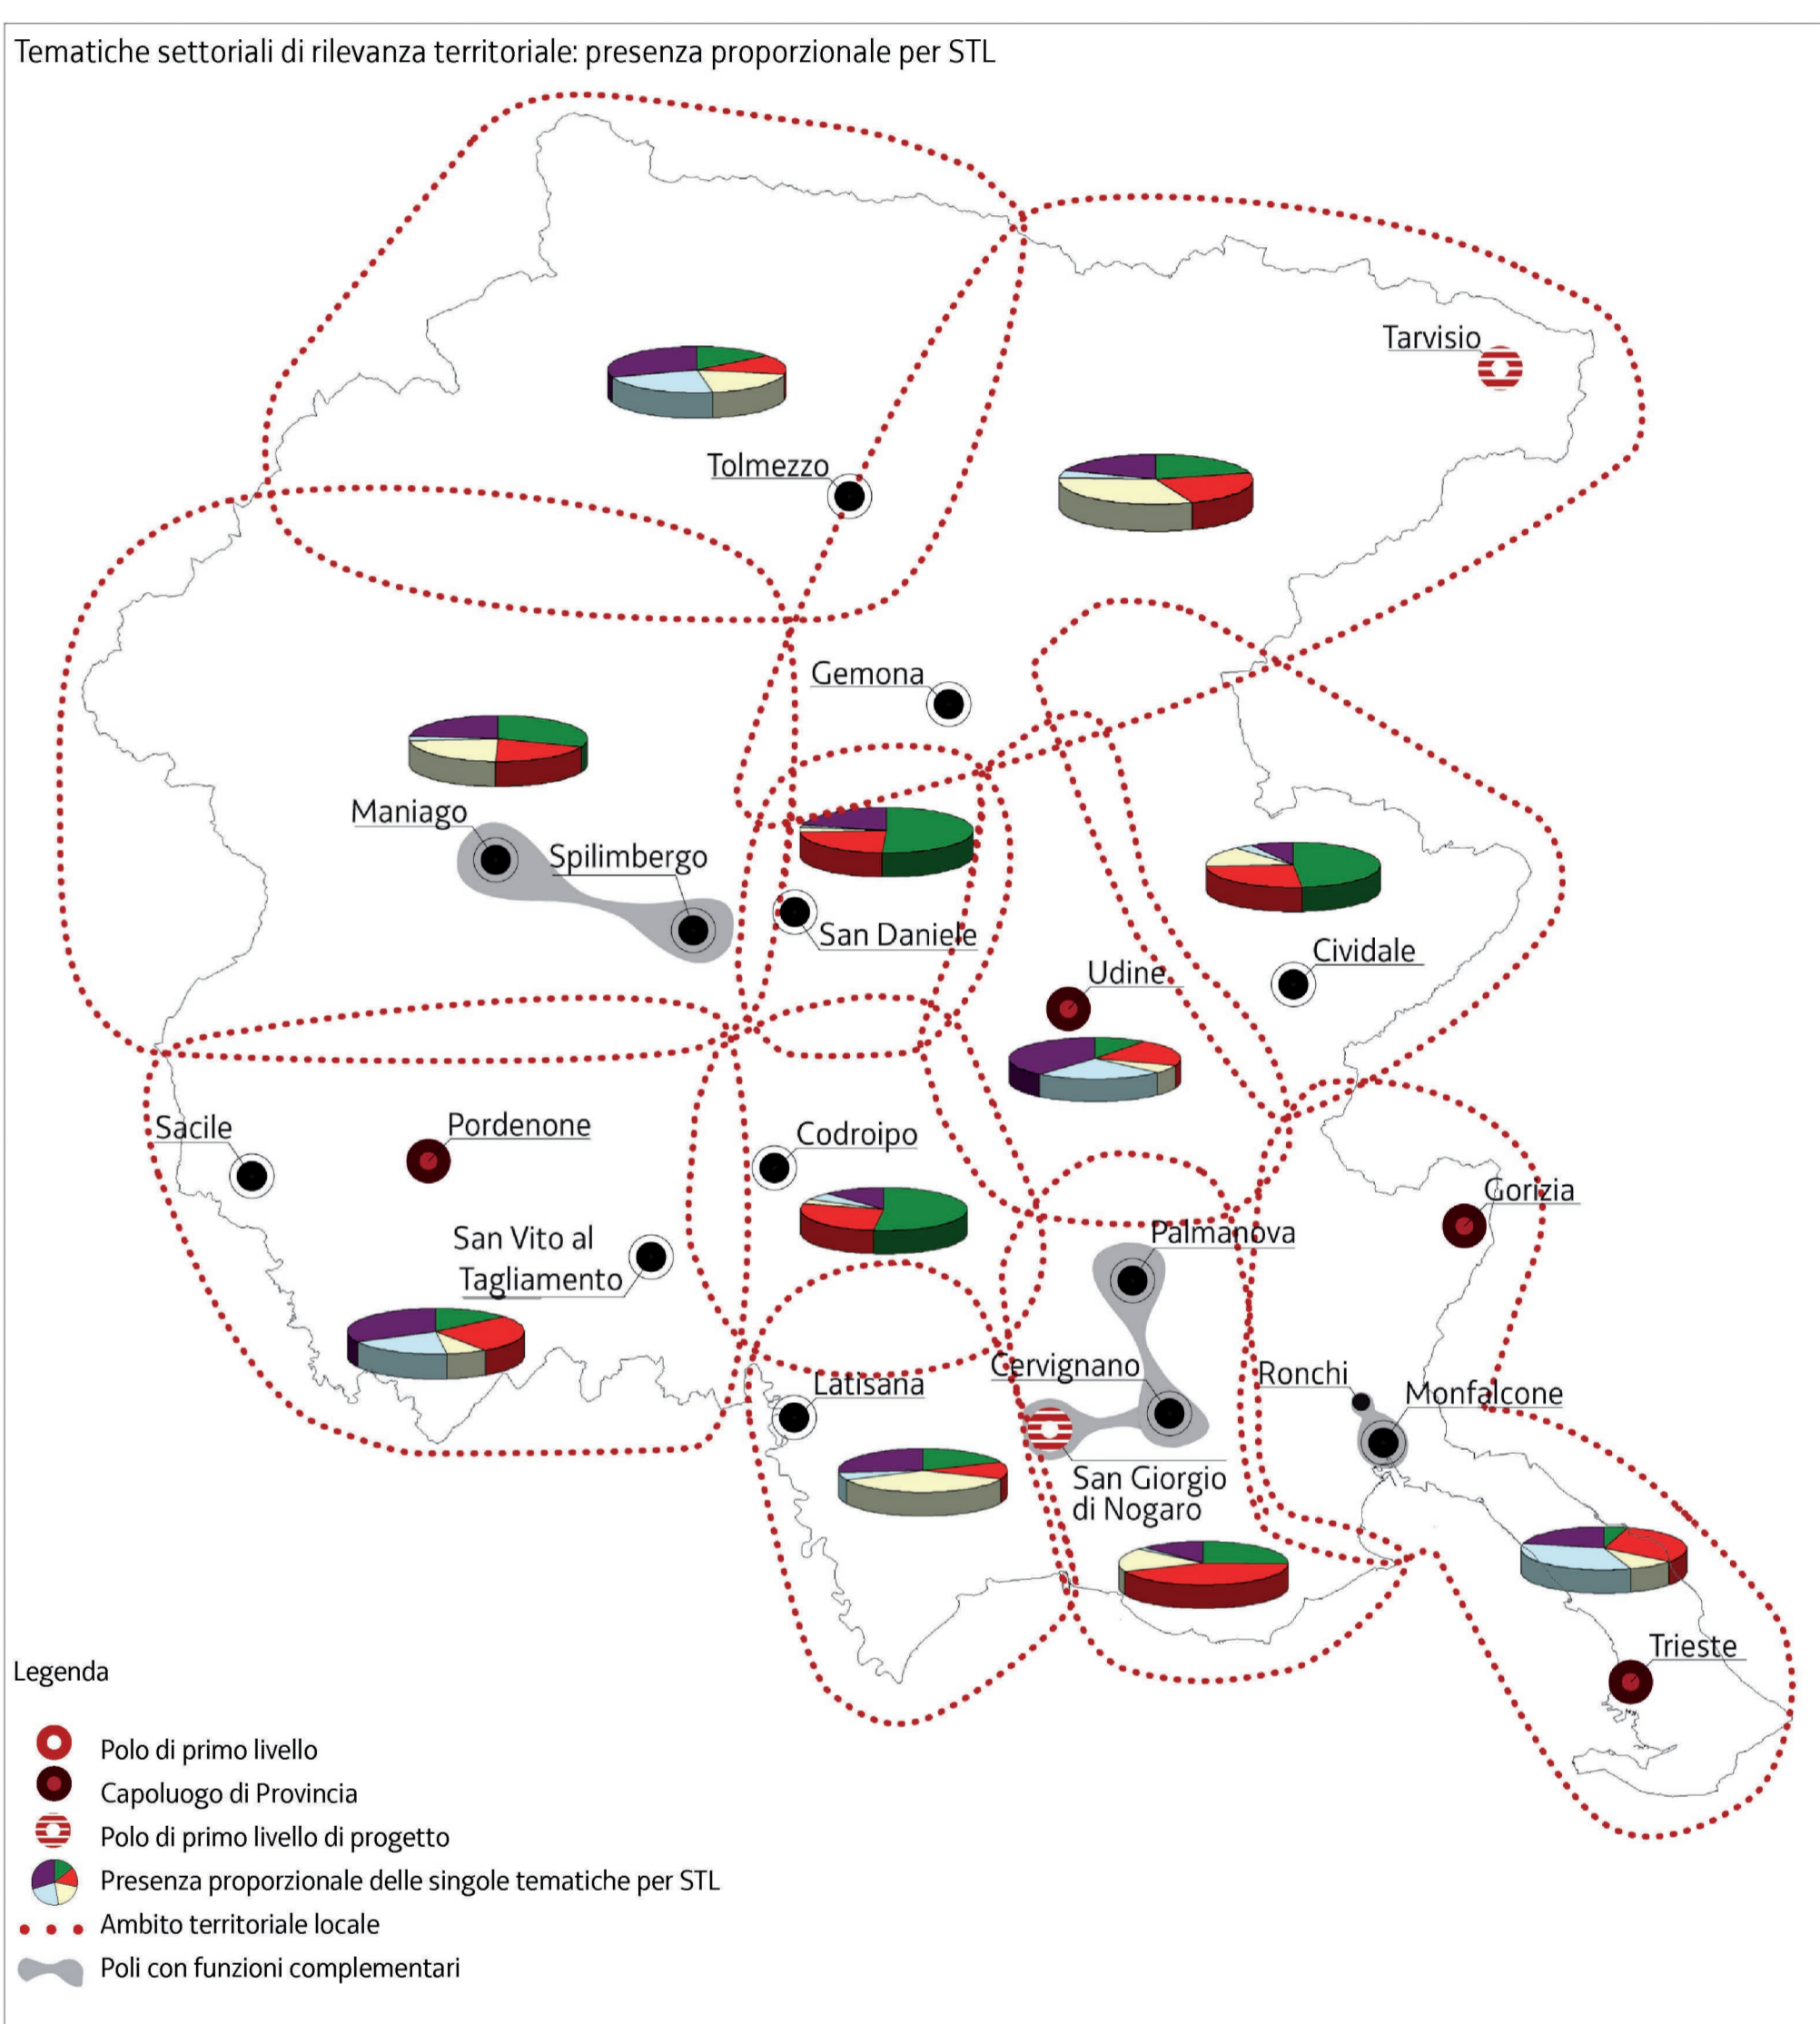 Tematiche settoriali di rilevanza territoriale: presenza proporzionale per STL
Tarvisio
Tolmezzo
Gemona
Maniago
Spilimbergo
San Daniele
Cividale
Udine
Sacile
Pordenone
Codroipo
San Vito al
Tagliamento
Gorizia
Palmanova
Cervignano
Ronchi
Latisana
Monfalcone
San Giorgio
di Nogaro
Trieste
Legenda
Polo di primo livello
Capoluogo di Provincia
Polo di primo livello di progetto
Presenza proporzionale delle singole tematiche per STL
Ambito territoriale locale
Poli con funzioni complementari